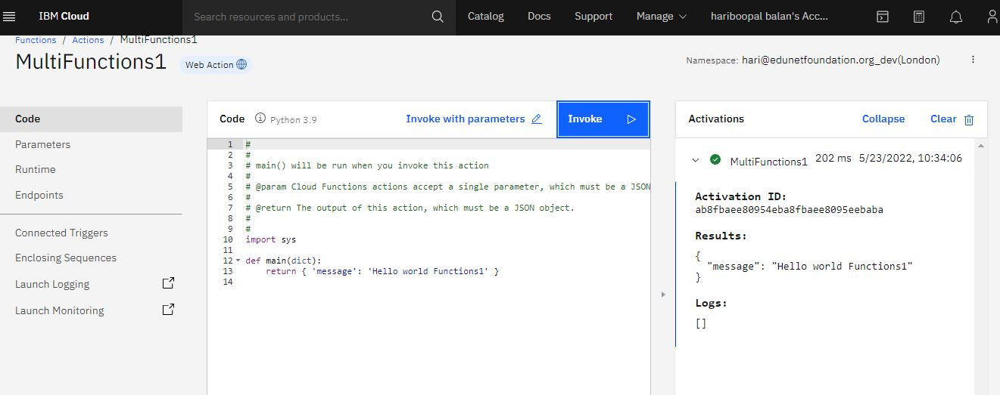 IBM Cloud
Search resources and products...
Catalog
Docs
Support
Manage
hariboopal balan's Acc...
Functions / Actions / MultiFunctions1
MultiFunctions1
Web Action
Namespace: hari@edunetfoundation.org_dev(London)
Code
Parameters
Runtime
Endpoints
Connected Triggers
Enclosing Sequences
Launch Logging
Launch Monitoring
Code
Python 3.9
Invoke with parameters
Invoke
1 #
2 #
3 # main() will be run when you invoke this action
4 #
5 # @param Cloud Functions actions accept a single parameter, which must be a JSON
6 #
7 # @return The output of this action, which must be a JSON object.
8 #
9 #
10 import sys
11
12 def main(dict):
13 return { 'message': 'Hello world Functions1' }
14
Activations
Collapse
Clear
MultiFunctions1 202 ms 5/23/2022, 10:34:06
Activation ID:
ab8fbaee80954eba8fbaee8095eebaba
Results:
{
"message": "Hello world Functions1"
}
Logs:
[]